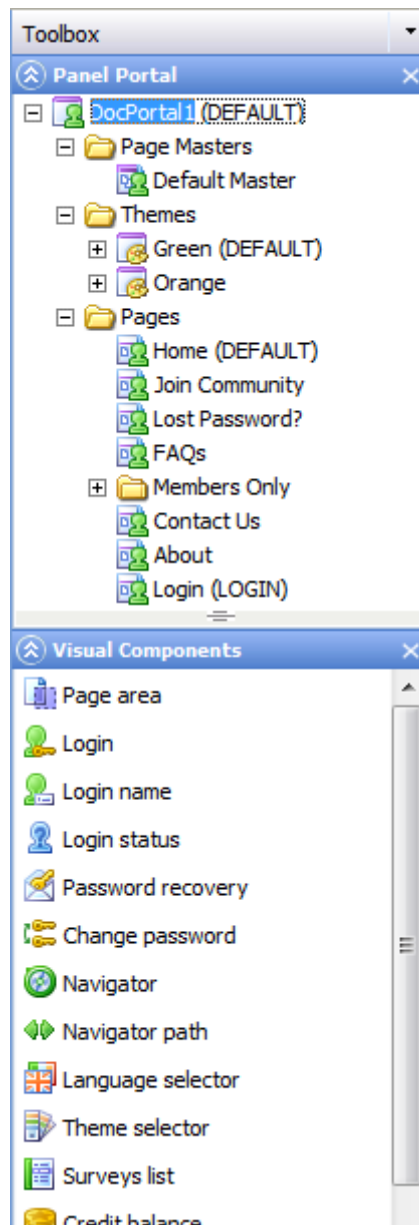 Toolbox
Panel Portal
DocPortal1 (DEFAULT)
Page Masters
Default Master
Themes
Green (DEFAULT)
Orange
Pages
Home (DEFAULT)
Join Community
Lost Password?
FAQs
Members Only
Contact Us
About
Login (LOGIN)
Visual Components
Page area
Login
Login name
Login status
Password recovery
Change password
Navigator
Navigator path
Language selector
Theme selector
Surveys list
Credit balance